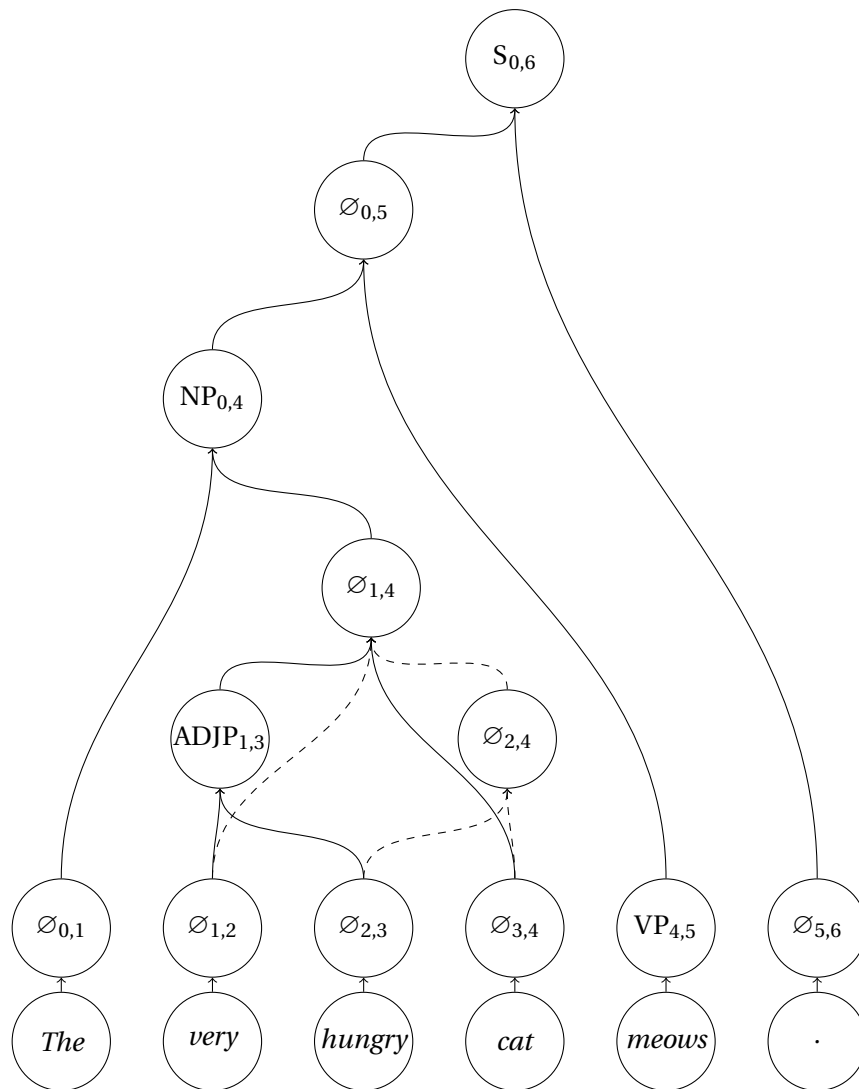 S0,6
∅0,5
NP0,4
∅1,4
ADJP1,3 ∅2,4
∅0,1 ∅1,2 ∅2,3 ∅3,4 VP4,5 ∅5,6
The very hungry cat meows .